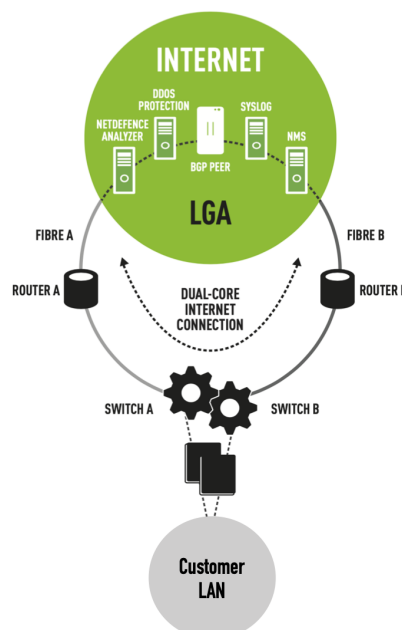 INTERNET
DDOS
PROTECTION
SYSLOG
NETDEFENCE
ANALYZER
NMS
BGP PEER
LGA
FIBRE A
FIBRE B
ROUTER A
ROUTER
DUAL-CORE
INTERNET
CONNECTION
SWITCH A
SWITCH B
Customer
LAN